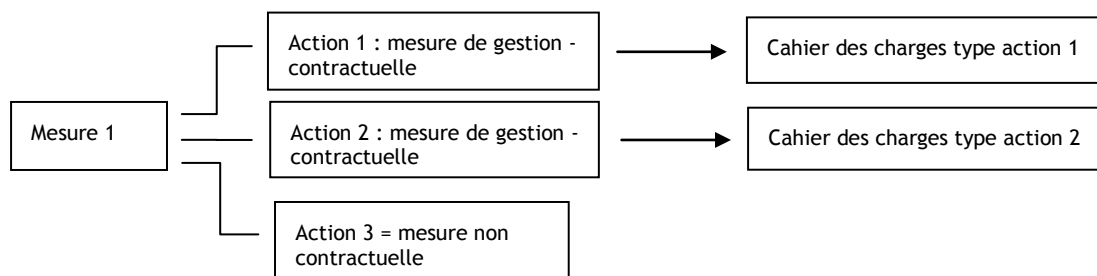 Action 1 : mesure de gestion -
contractuelle
Cahier des charges type action 1
Mesure 1
Action 2 : mesure de gestion -
contractuelle
Cahier des charges type action 2
Action 3 = mesure non
contractuelle